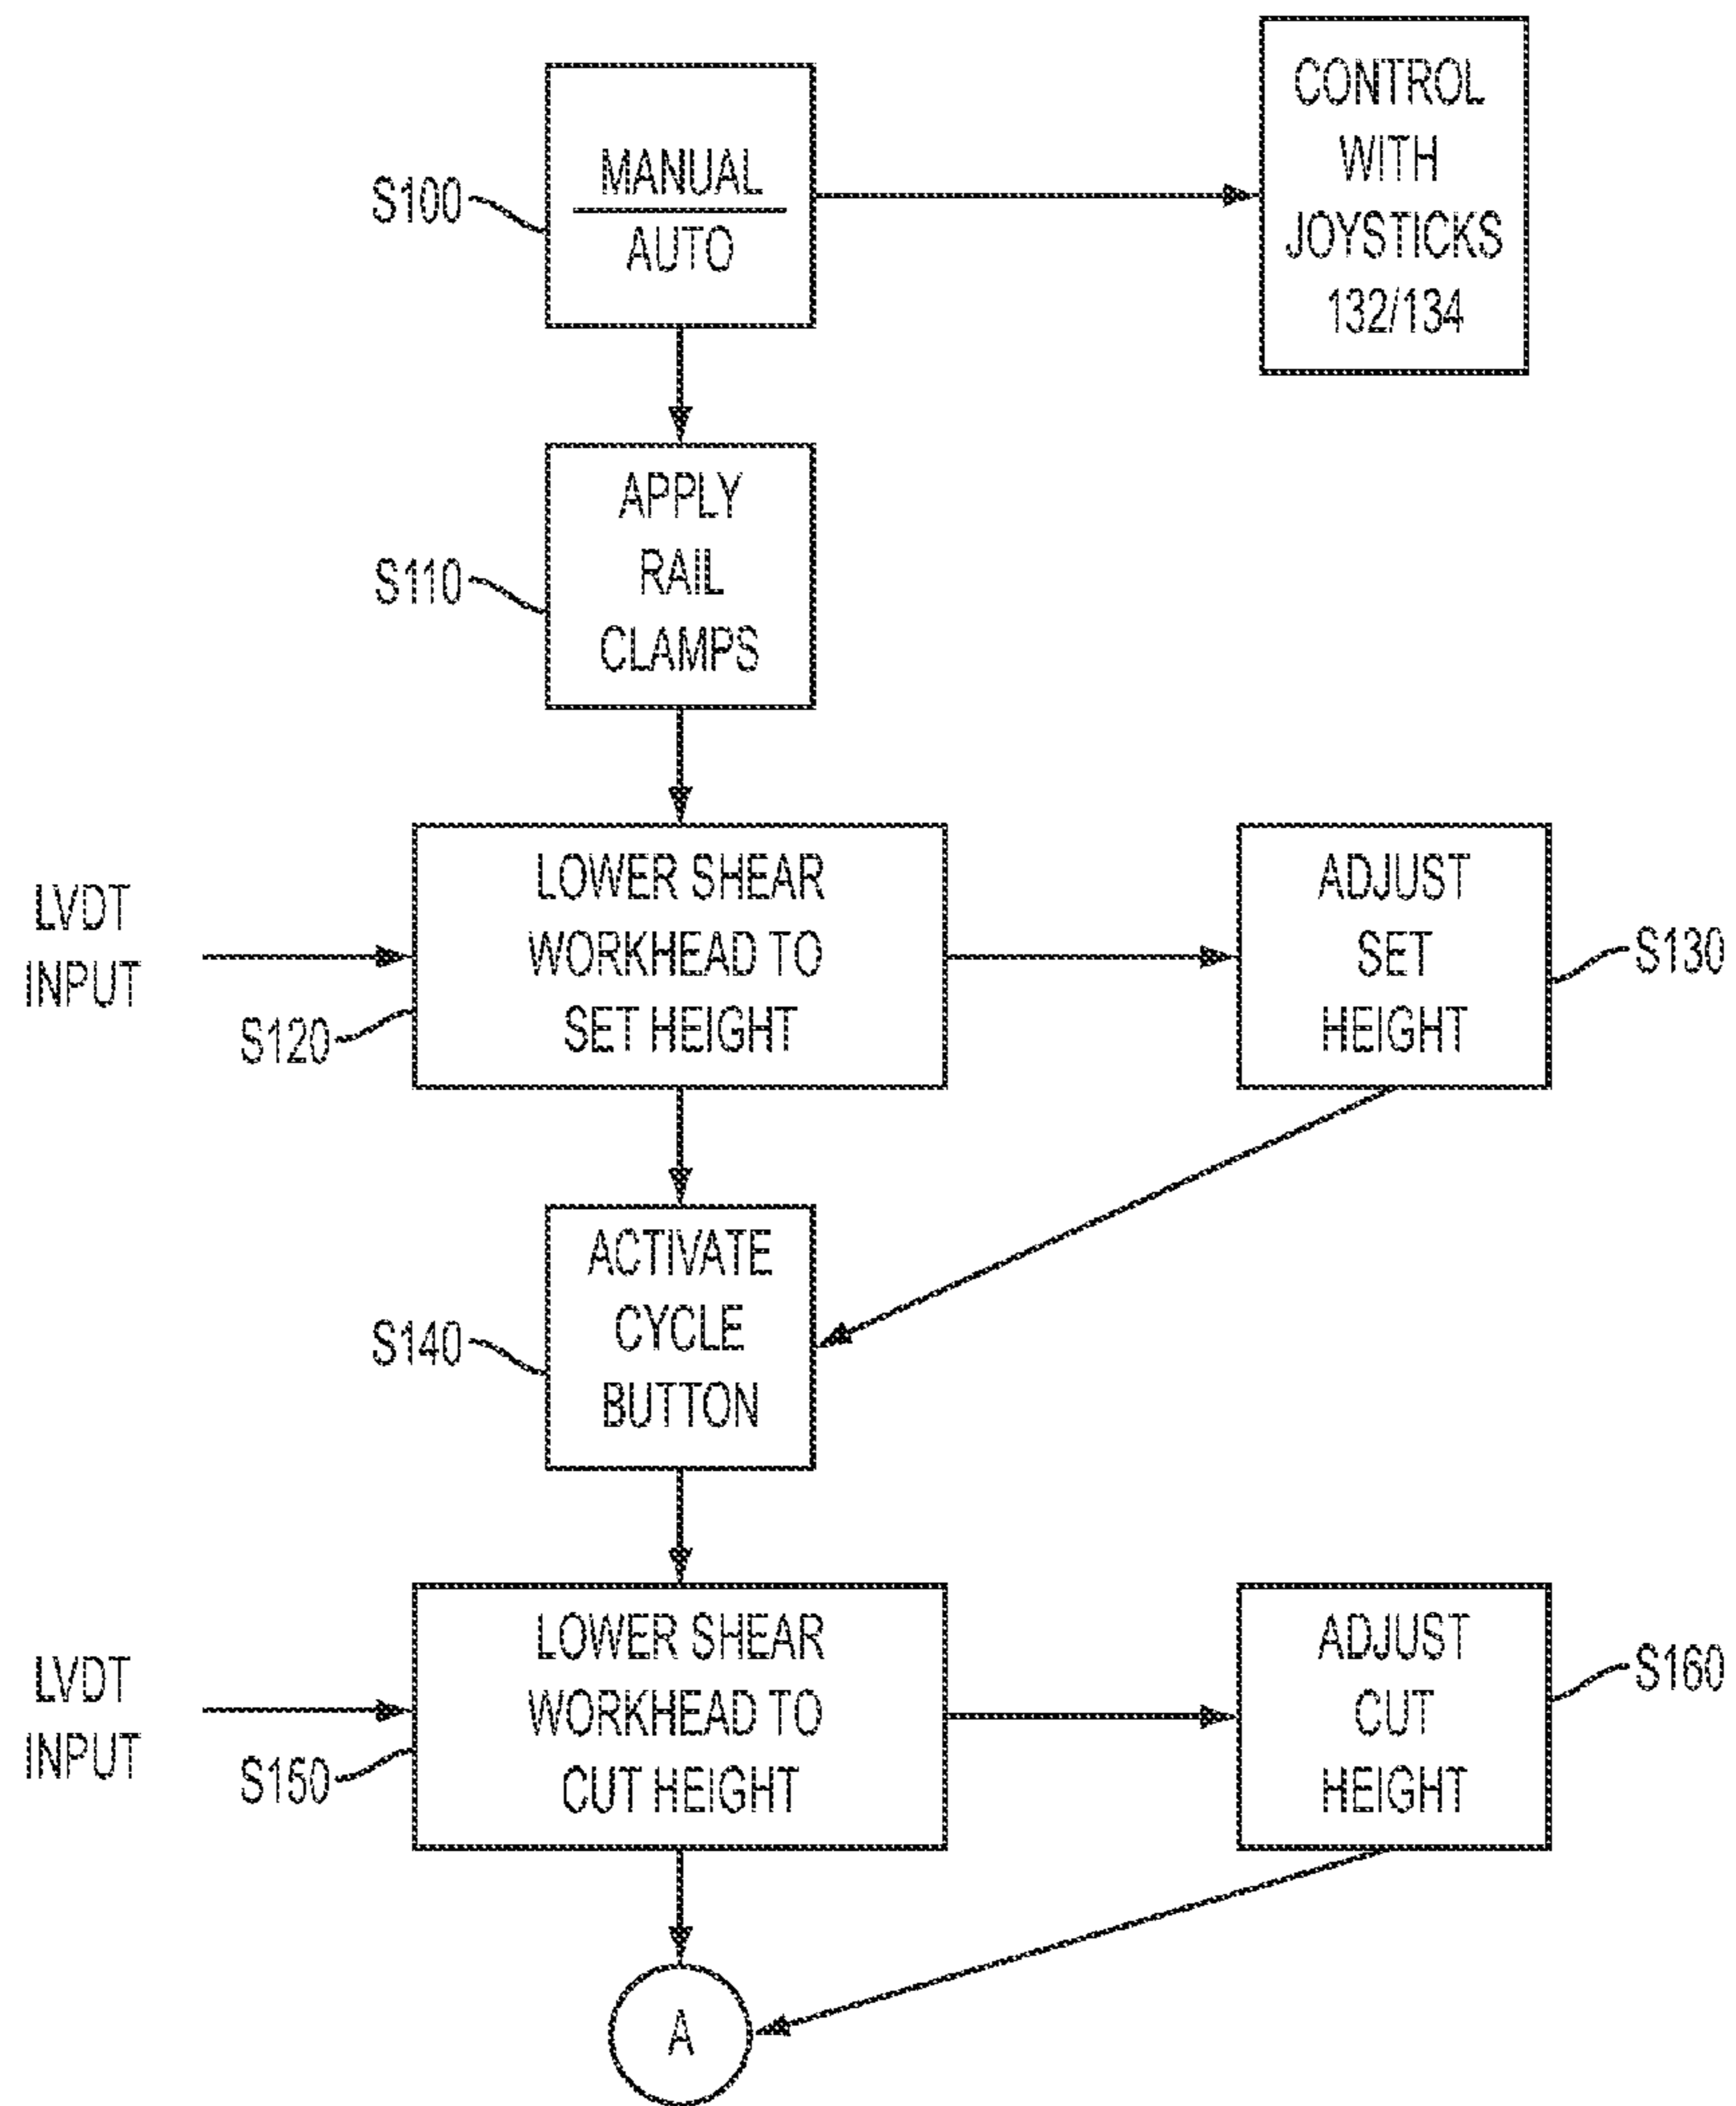 S100
MANUAL
AUTO
CONTROL
WITH
JOYSTICKS
132/134
S110
APPLY
RAIL
CLAMPS
LVDT
INPUT
S120
LOWER SHEAR
WORKHEAD TO
SET HEIGHT
ADJUST
SET
HEIGHT
S130
S140
ACTIVATE
CYCLE
BUTTON
LVDT
INPUT
S150
LOWER SHEAR
WORKHEAD TO
CUT HEIGHT
ADJUST
CUT
HEIGHT
S160
A